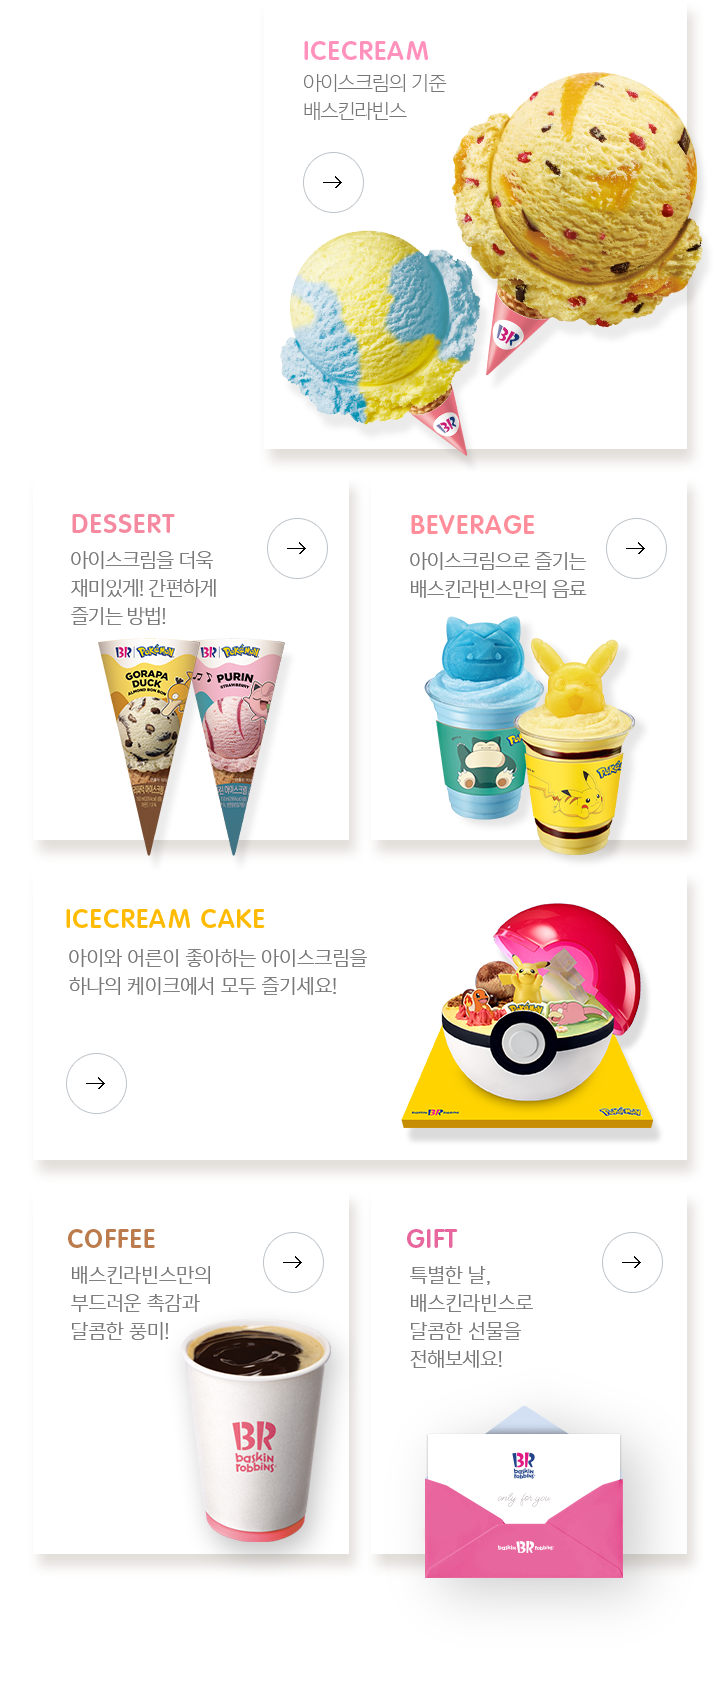 ICECREAM
아이스크림의 기준
배스킨라빈스
BR
BR
DESSERT
아이스크림을 더욱
재미있게! 간편하게
즐기는 방법!
BR Pokémon
GORAPA
DUCK
ALMOND BON BON
BR Pokémon
PURIN
STRAWBERRY
BEVERAGE
아이스크림으로 즐기는
배스킨라빈스만의 음료
ICECREAM CAKE
아이와 어른이 좋아하는 아이스크림을
하나의 케이크에서 모두 즐기세요!
Pokémon
baskin BR robbins
Pokémon
COFFEE
배스킨라빈스만의
부드러운 촉감과
달콤한 풍미!
BR
baskin
robbins
GIFT
특별한 날,
배스킨라빈스로
달콤한 선물을
전해보세요!
BR
baskin
robbins
only for you
baskin BR robbins